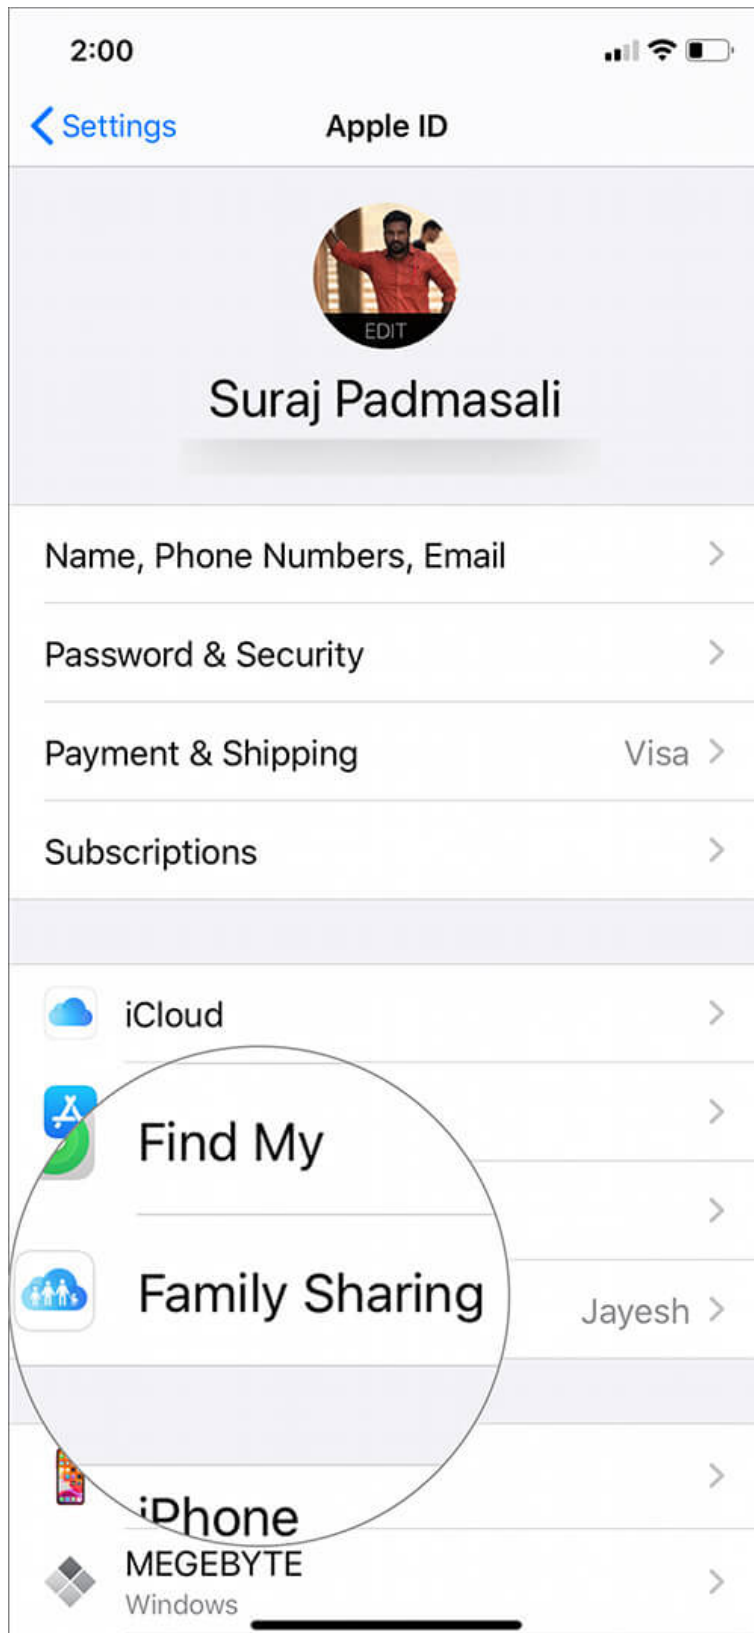 2:00
Settings
Apple ID
EDIT
Suraj Padmasali
Name, Phone Numbers, Email
Password & Security
Payment & Shipping Visa
Subscriptions
iCloud
Find My
Family Sharing
Jayesh
iPhone
MEGEBYTE
Windows